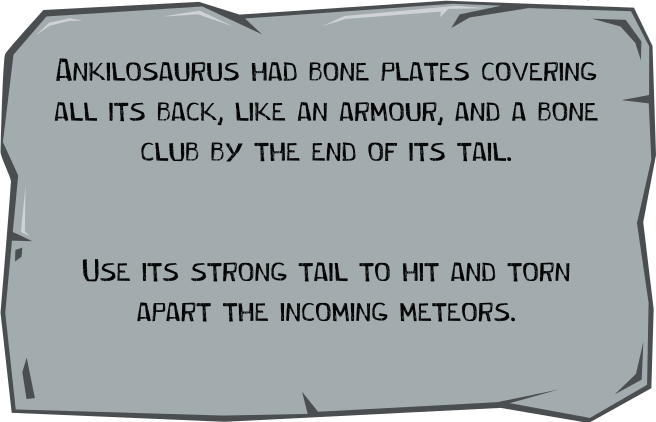 Ankilosaurus had bone plates covering
all its back, like an armour, and a bone
club by the end of its tail.
Use its strong tail to hit and torn
apart the incoming meteors.